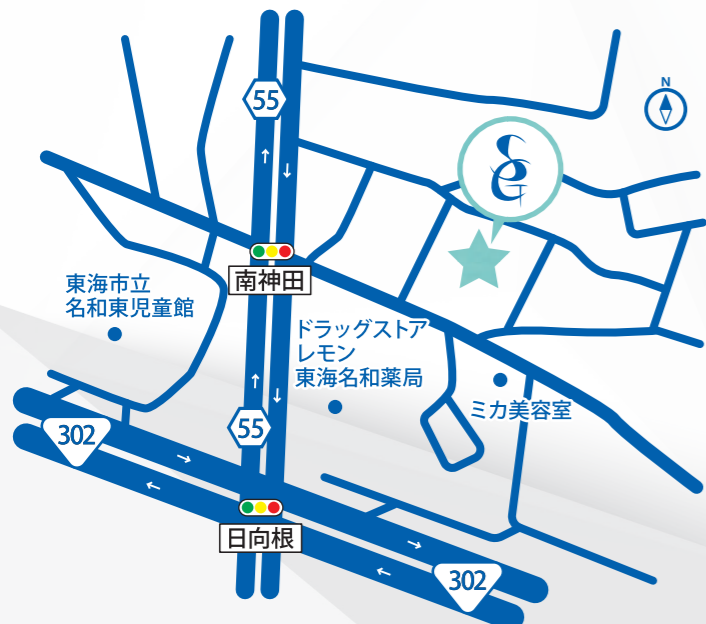 N
55
南神田
東海市立
名和東児童館
ドラッグストア
レモン
東海名和薬局
ミカ美容室
55
302
日向根
302